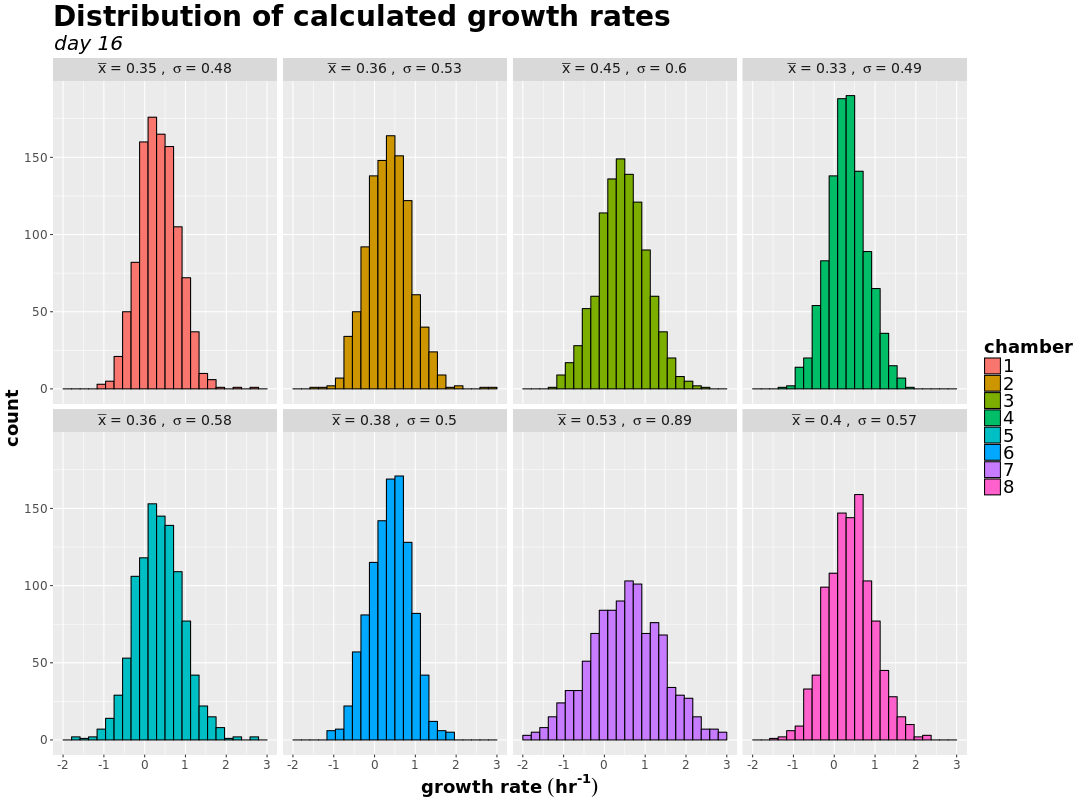 Distribution of calculated growth rates
day 16
x̅ = 0.35 , σ = 0.48
x̅ = 0.36 , σ = 0.53
x̅ = 0.45 , σ = 0.6
x̅ = 0.33 , σ = 0.49
150
100
50
0
x̅ = 0.36 , σ = 0.58
x̅ = 0.38 , σ = 0.5
x̅ = 0.53 , σ = 0.89
x̅ = 0.4 , σ = 0.57
150
100
50
0
-2 -1 0 1 2 3
-2 -1 0 1 2 3
-2 -1 0 1 2 3
-2 -1 0 1 2 3
count
growth rate (hr⁻¹)
chamber
1
2
3
4
5
6
7
8